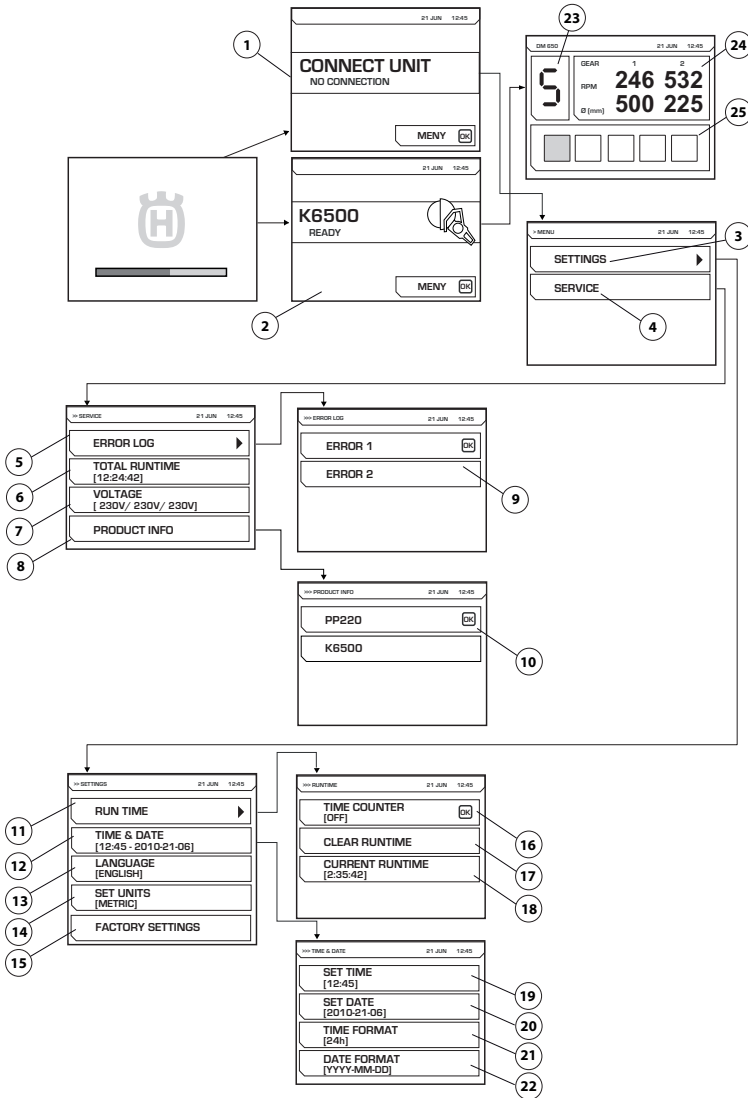 21 JUN 12:45
CONNECT UNIT
NO CONNECTION
MENY OK
1
DM 650 21 JUN 12:45
GEAR 1 2
RPM 246 532
Ø (mm) 500 225
5
23
24
25
H
21 JUN 12:45
K6500
READY
MENY OK
2
> MENU 21 JUN 12:45
SETTINGS
SERVICE
3
4
>> SERVICE 21 JUN 12:45
ERROR LOG
TOTAL RUNTIME
[12:24:42]
VOLTAGE
[ 230V/ 230V/ 230V]
PRODUCT INFO
5
6
7
8
>>> ERROR LOG 21 JUN 12:45
ERROR 1 OK
ERROR 2
9
>>> PRODUCT INFO 21 JUN 12:45
PP220 OK
K6500
10
>> SETTINGS 21 JUN 12:45
RUN TIME
TIME & DATE
[12:45 - 2010-21-06]
LANGUAGE
[ENGLISH]
SET UNITS
[METRIC]
FACTORY SETTINGS
11
12
13
14
15
>>> RUNTIME 21 JUN 12:45
TIME COUNTER
[OFF] OK
CLEAR RUNTIME
CURRENT RUNTIME
[2:35:42]
16
17
18
>>> TIME & DATE 21 JUN 12:45
SET TIME
[12:45]
SET DATE
[2010-21-06]
TIME FORMAT
[24h]
DATE FORMAT
[YYYY-MM-DD]
19
20
21
22